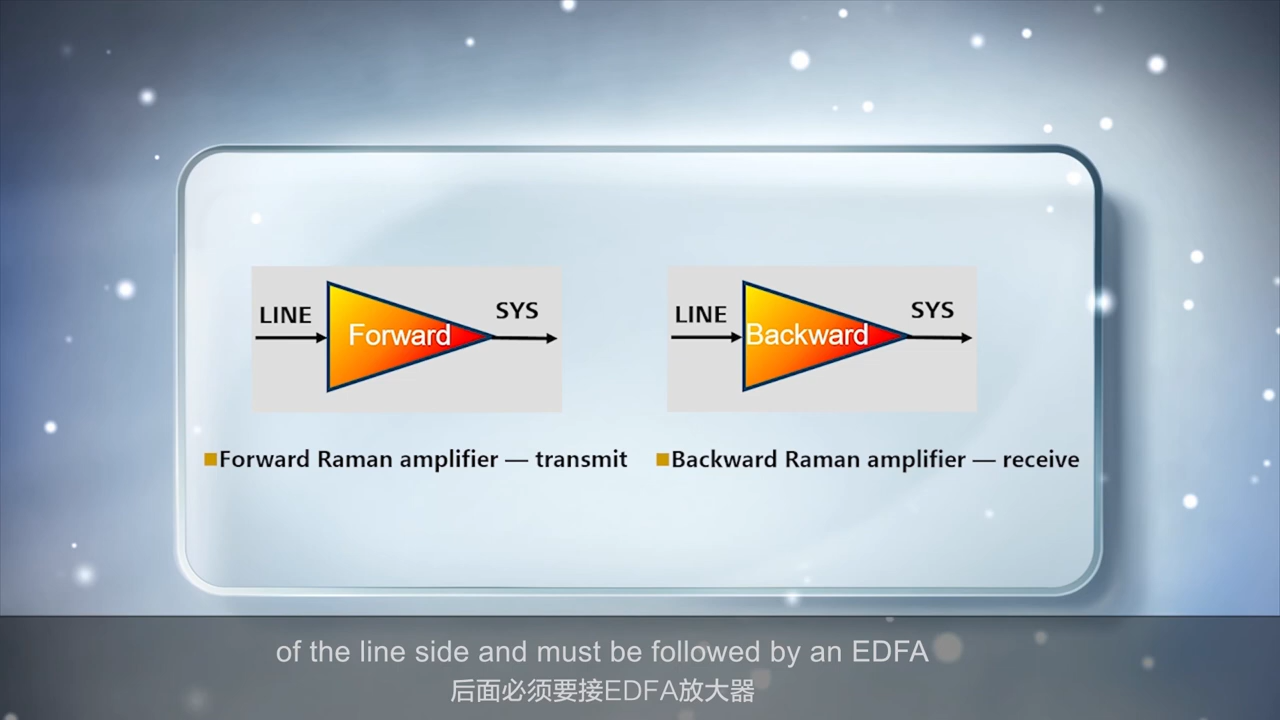 LINE
Forward
SYS
LINE
Backward
SYS
Forward Raman amplifier — transmit
Backward Raman amplifier — receive
of the line side and must be followed by an EDFA
后面必须要接EDFA放大器